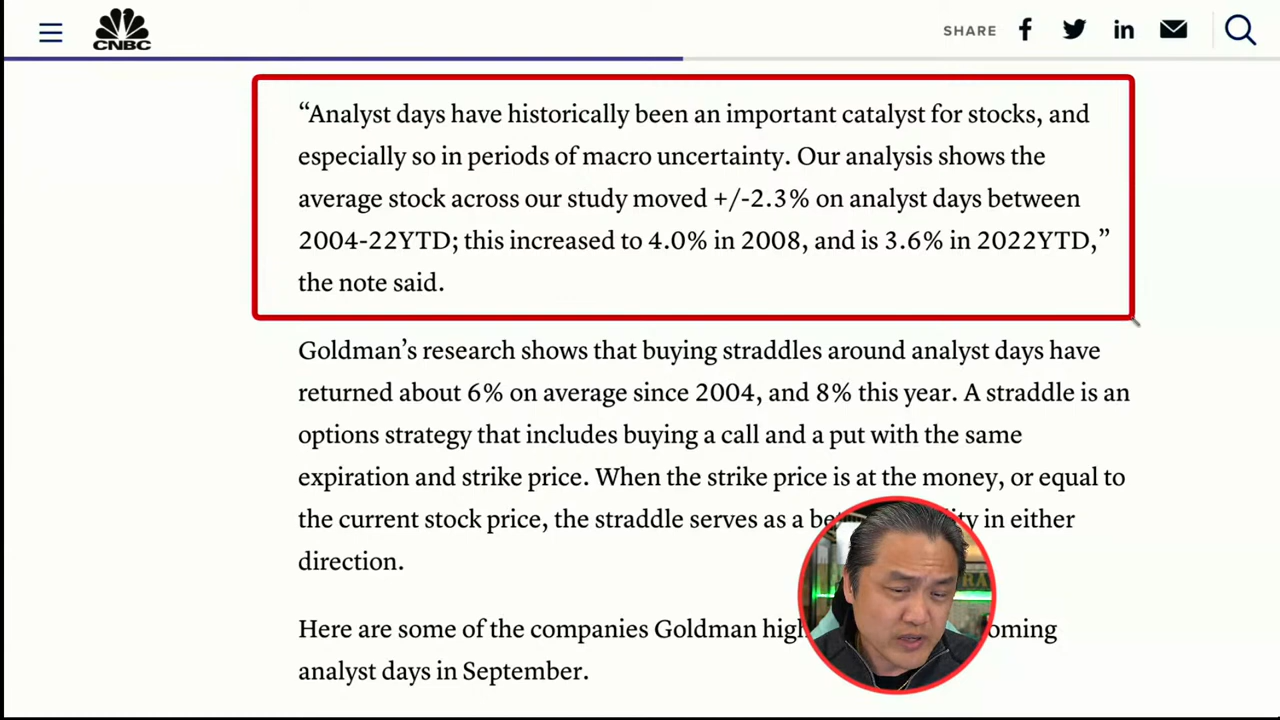 CNBC
SHARE
“Analyst days have historically been an important catalyst for stocks, and
especially so in periods of macro uncertainty. Our analysis shows the
average stock across our study moved +/-2.3% on analyst days between
2004-22YTD; this increased to 4.0% in 2008, and is 3.6% in 2022YTD,”
the note said.
Goldman’s research shows that buying straddles around analyst days have
returned about 6% on average since 2004, and 8% this year. A straddle is an
options strategy that includes buying a call and a put with the same
expiration and strike price. When the strike price is at the money, or equal to
the current stock price, the straddle serves as a in either
direction.
Here are some of the companies Goldman
analyst days in September.